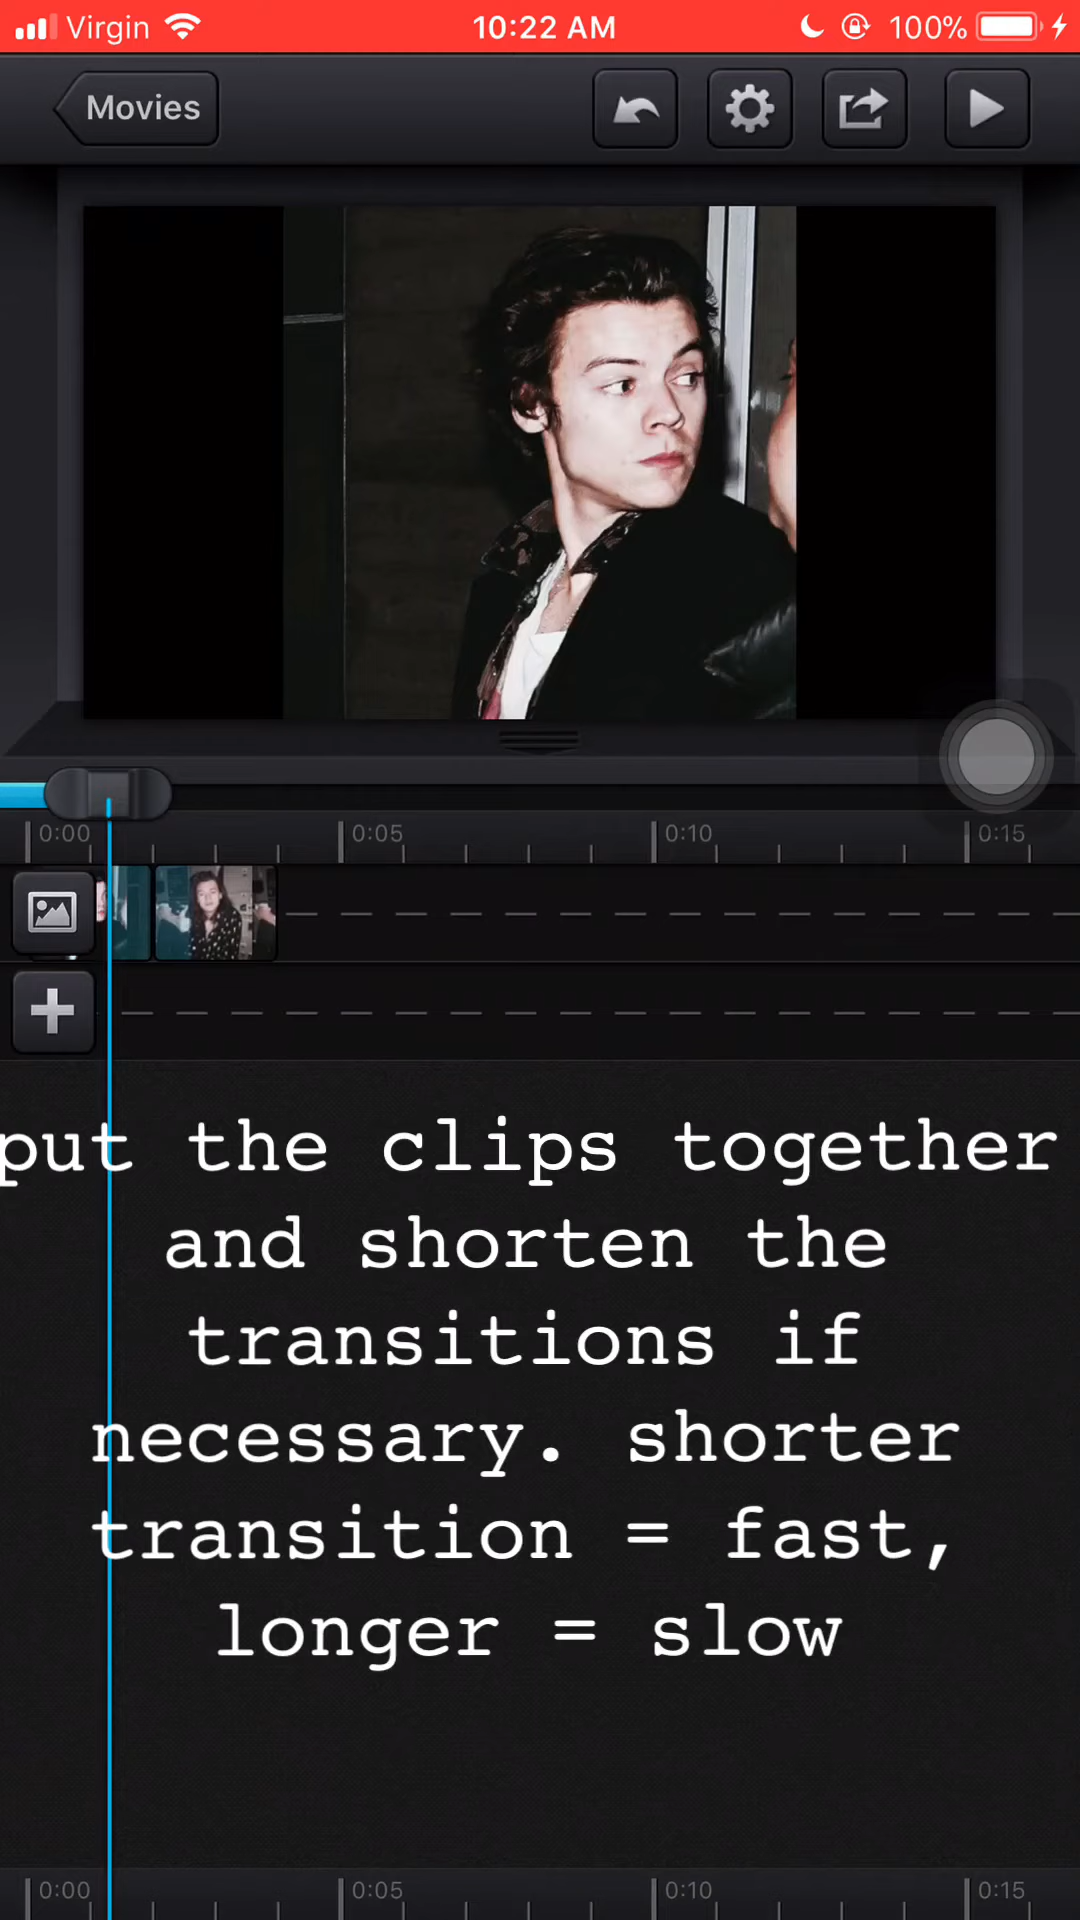 Virgin 10:22 AM 100%
Movies
0:00 0:05 0:10 0:15
put the clips together
and shorten the
transitions if
necessary. shorter
transition = fast,
longer = slow
0:00 0:05 0:10 0:15